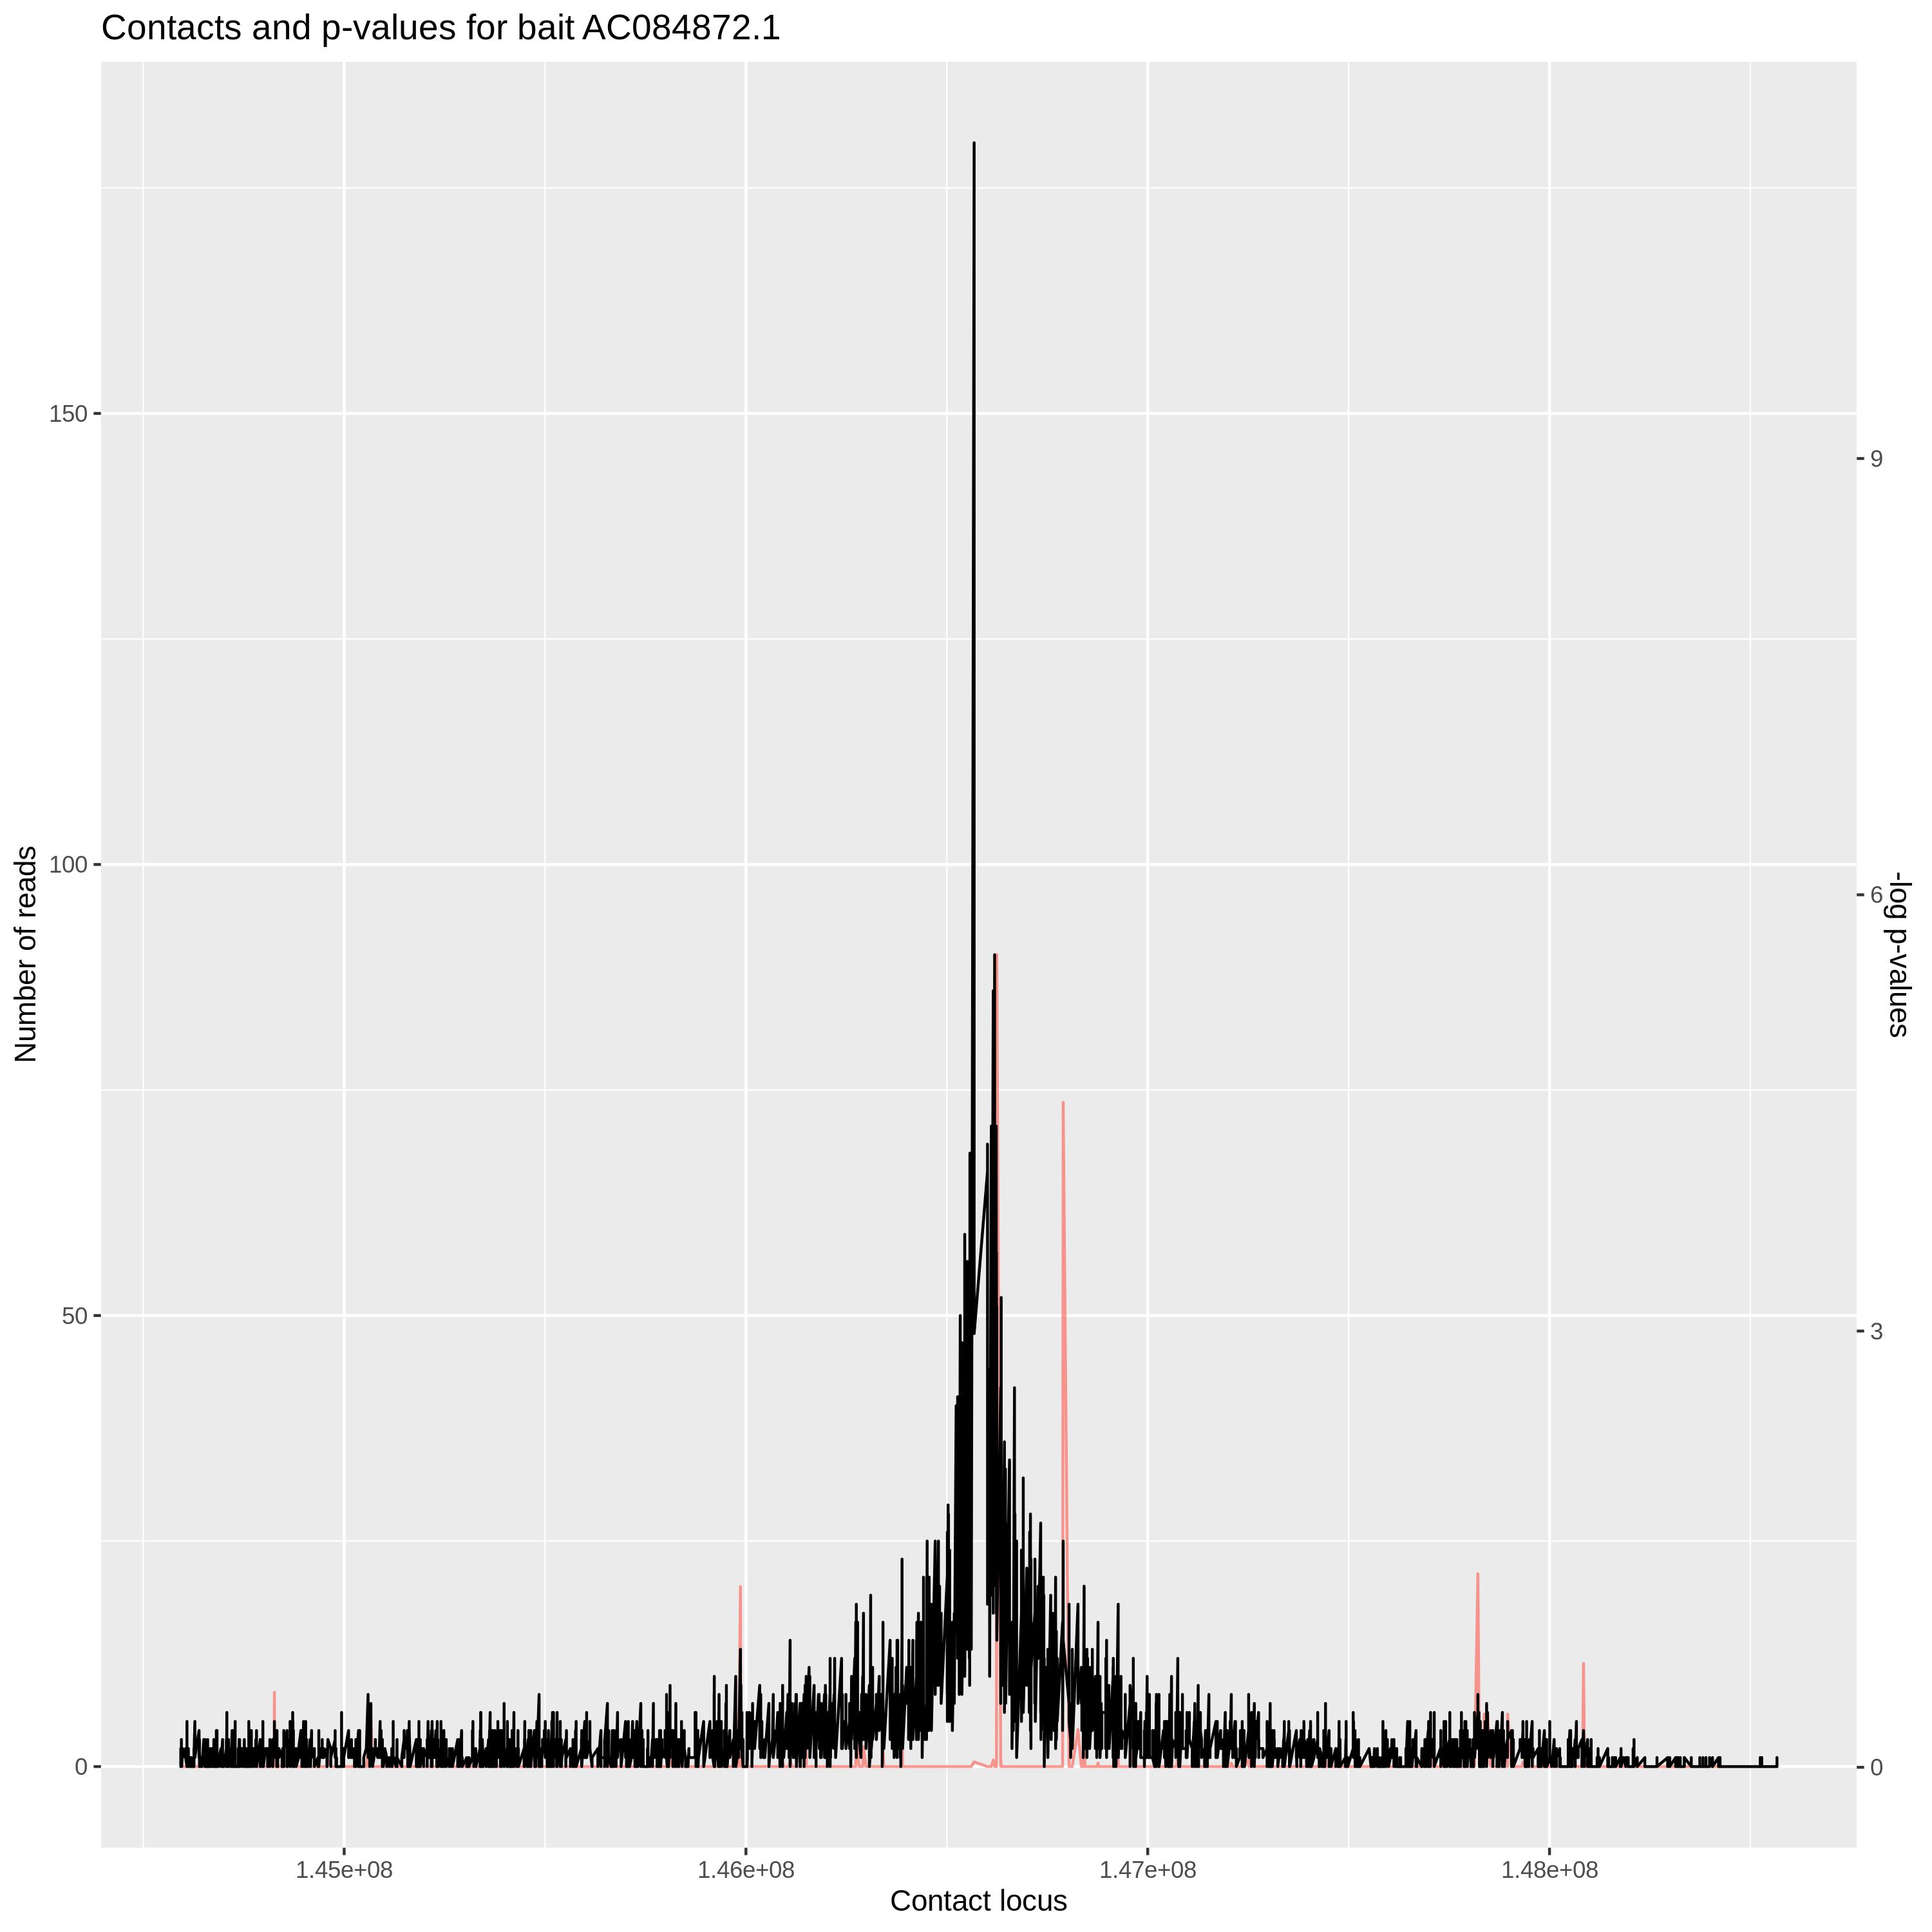 Contacts and p-values for bait AC084872.1
150
100
50
0
9
6
3
0
Number of reads
-log p-values
1.45e+08 1.46e+08 1.47e+08 1.48e+08
Contact locus